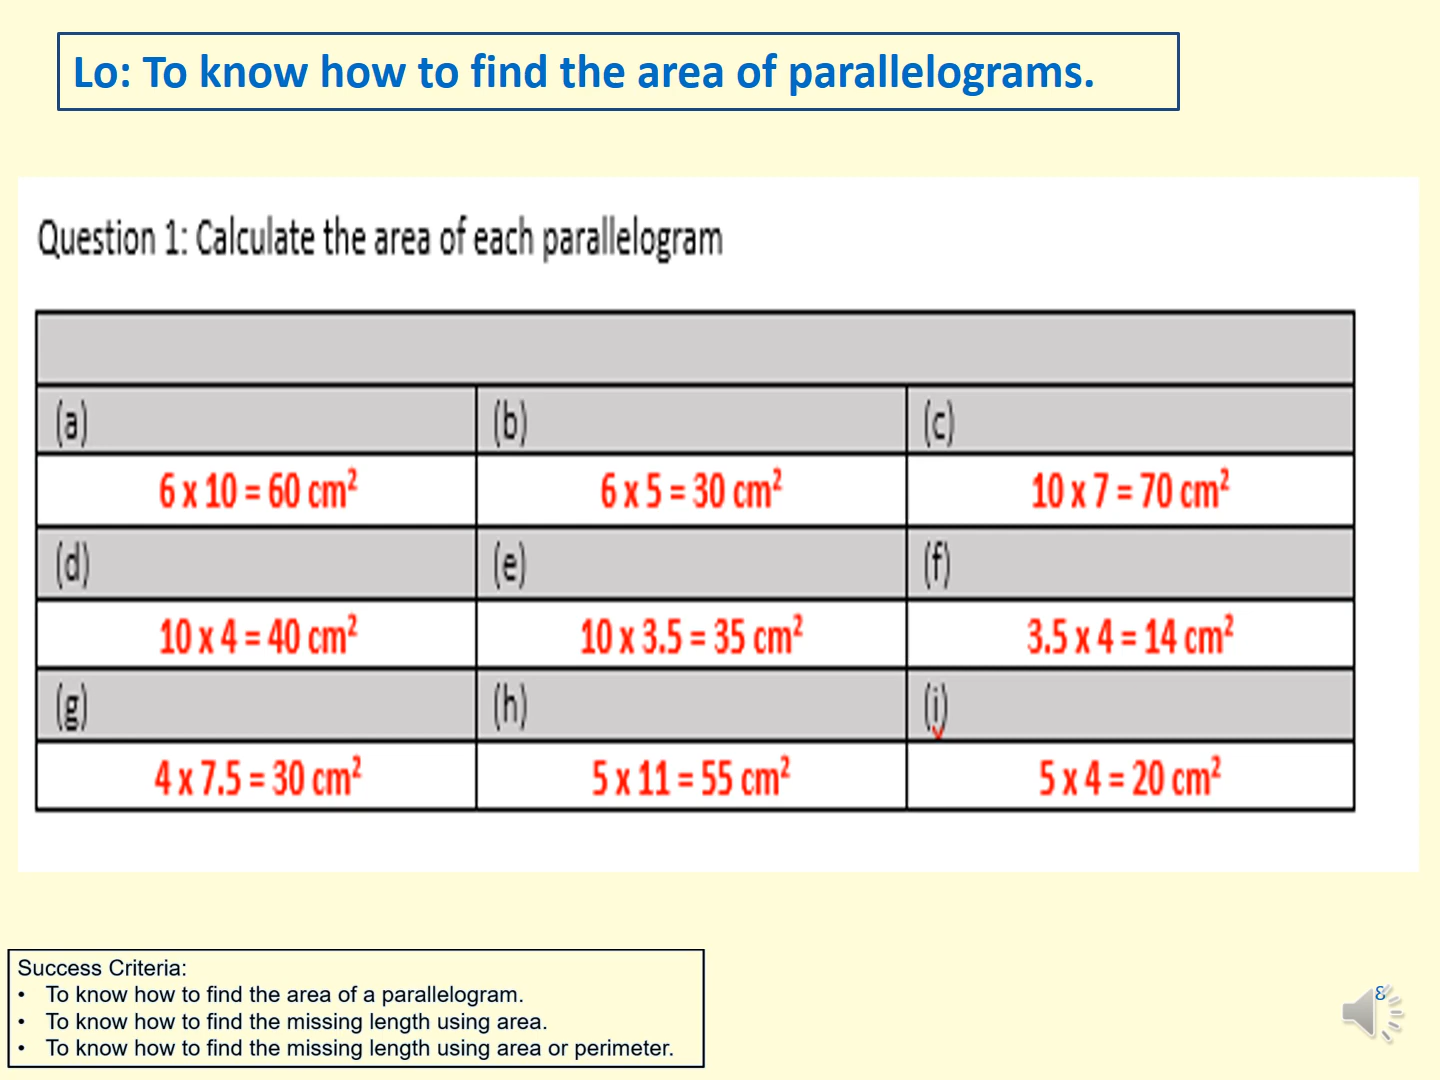 Lo: To know how to find the area of parallelograms.
Question 1: Calculate the area of each parallelogram
(a) (b) (c)
6 x 10 = 60 cm² 6 x 5 = 30 cm² 10 x 7 = 70 cm²
(d) (e) (f)
10 x 4 = 40 cm² 10 x 3.5 = 35 cm² 3.5 x 4 = 14 cm²
(g) (h) (i)
4 x 7.5 = 30 cm² 5 x 11 = 55 cm² 5 x 4 = 20 cm²
Success Criteria:
• To know how to find the area of a parallelogram.
• To know how to find the missing length using area.
• To know how to find the missing length using area or perimeter.
8